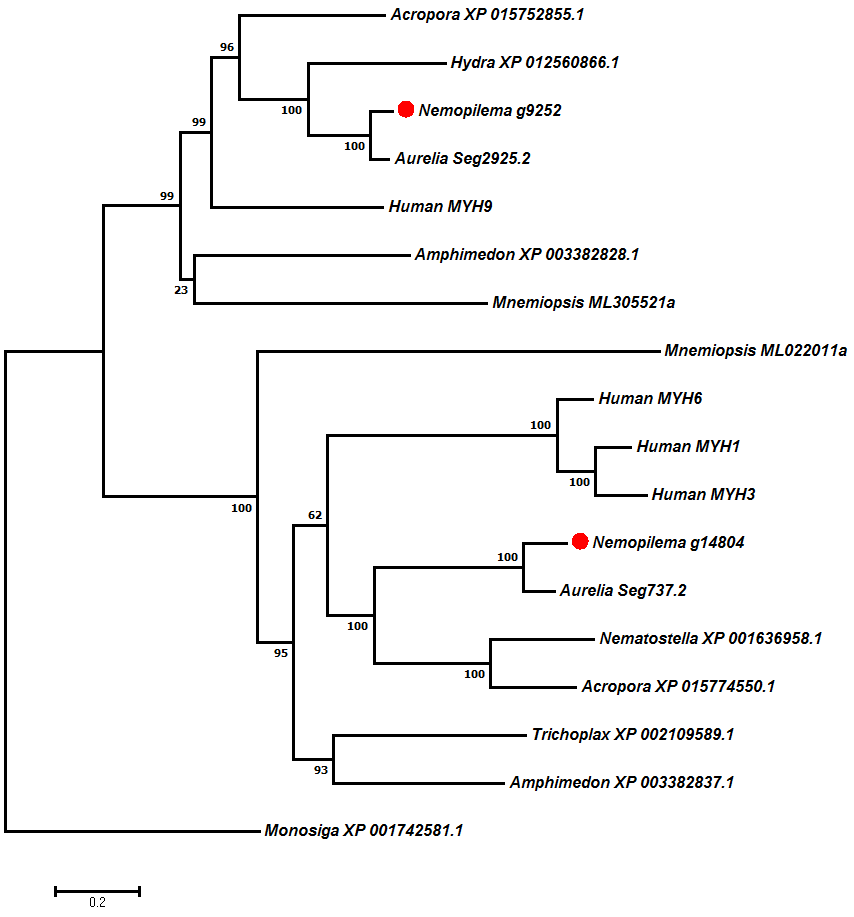 Acropora XP 015752855.1
96
Hydra XP 012560866.1
100
Nemopilema g9252
99
100
Aurelia Seg2925.2
99
Human MYH9
Amphimedon XP 003382828.1
23
Mnemiopsis ML305521a
Mnemiopsis ML022011a
Human MYH6
100
Human MYH1
100
Human MYH3
100
62
Nemopilema g14804
100
Aurelia Seg737.2
100
Nematostella XP 001636958.1
95
100
Acropora XP 015774550.1
Trichoplax XP 002109589.1
93
Amphimedon XP 003382837.1
Monosiga XP 001742581.1
0.2